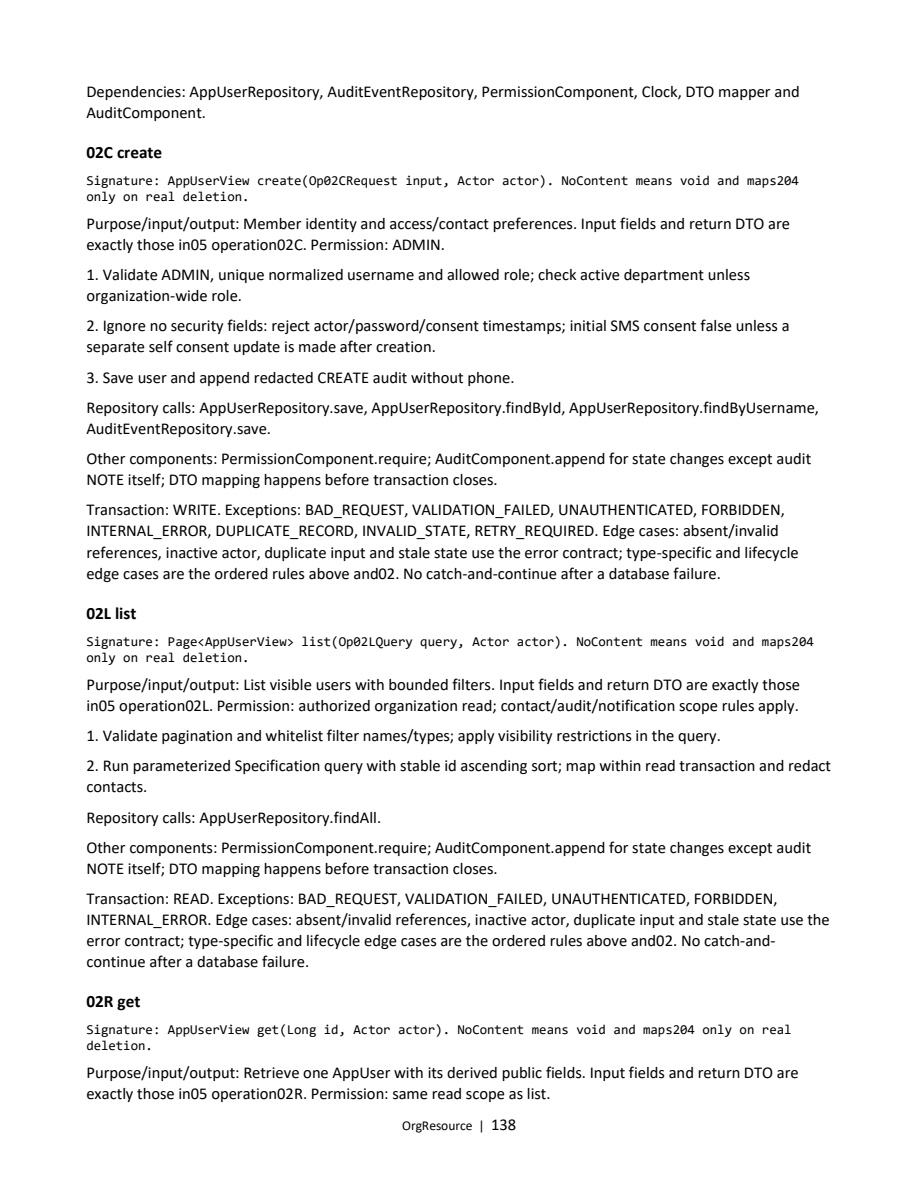 Dependencies: AppUserRepository, AuditEventRepository, PermissionComponent, Clock, DTO mapper and
AuditComponent.
02C create
Signature: AppUserView create(Op02CRequest input, Actor actor). NoContent means void and maps204
only on real deletion.
Purpose/input/output: Member identity and access/contact preferences. Input fields and return DTO are
exactly those in05 operation02C. Permission: ADMIN.
1. Validate ADMIN, unique normalized username and allowed role; check active department unless
organization-wide role.
2. Ignore no security fields: reject actor/password/consent timestamps; initial SMS consent false unless a
separate self consent update is made after creation.
3. Save user and append redacted CREATE audit without phone.
Repository calls: AppUserRepository.save, AppUserRepository.findById, AppUserRepository.findByUsername,
AuditEventRepository.save.
Other components: PermissionComponent.require; AuditComponent.append for state changes except audit
NOTE itself; DTO mapping happens before transaction closes.
Transaction: WRITE. Exceptions: BAD_REQUEST, VALIDATION_FAILED, UNAUTHENTICATED, FORBIDDEN,
INTERNAL_ERROR, DUPLICATE_RECORD, INVALID_STATE, RETRY_REQUIRED. Edge cases: absent/invalid
references, inactive actor, duplicate input and stale state use the error contract; type-specific and lifecycle
edge cases are the ordered rules above and02. No catch-and-continue after a database failure.
02L list
Signature: Page<AppUserView> list(Op02LQuery query, Actor actor). NoContent means void and maps204
only on real deletion.
Purpose/input/output: List visible users with bounded filters. Input fields and return DTO are exactly those
in05 operation02L. Permission: authorized organization read; contact/audit/notification scope rules apply.
1. Validate pagination and whitelist filter names/types; apply visibility restrictions in the query.
2. Run parameterized Specification query with stable id ascending sort; map within read transaction and redact
contacts.
Repository calls: AppUserRepository.findAll.
Other components: PermissionComponent.require; AuditComponent.append for state changes except audit
NOTE itself; DTO mapping happens before transaction closes.
Transaction: READ. Exceptions: BAD_REQUEST, VALIDATION_FAILED, UNAUTHENTICATED, FORBIDDEN,
INTERNAL_ERROR. Edge cases: absent/invalid references, inactive actor, duplicate input and stale state use the
error contract; type-specific and lifecycle edge cases are the ordered rules above and02. No catch-and-
continue after a database failure.
02R get
Signature: AppUserView get(Long id, Actor actor). NoContent means void and maps204 only on real
deletion.
Purpose/input/output: Retrieve one AppUser with its derived public fields. Input fields and return DTO are
exactly those in05 operation02R. Permission: same read scope as list.
OrgResource | 138